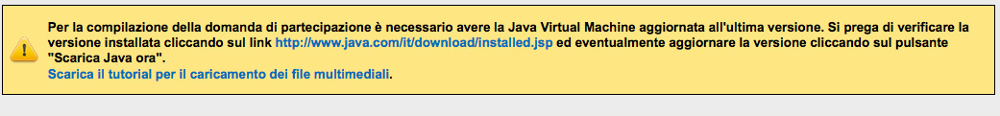 Per la compilazione della domanda di partecipazione è necessario avere la Java Virtual Machine aggiornata all'ultima versione. Si prega di verificare la
versione installata cliccando sul link http://www.java.com/it/download/installed.jsp ed eventualmente aggiornare la versione cliccando sul pulsante
"Scarica Java ora".
Scarica il tutorial per il caricamento dei file multimediali.